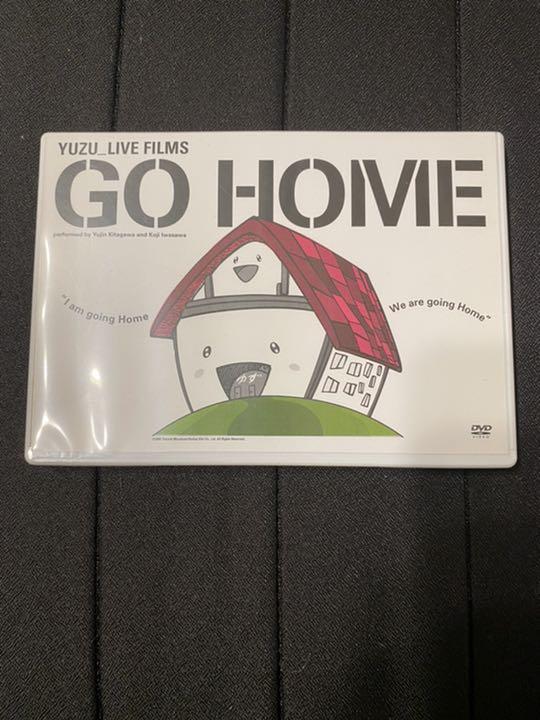 YUZU_LIVE FILMS
GO HOME
performed by Yujin Kitagawa and Koji Iwasawa
"I am going Home
We are going Home"
DVD
VIDEO